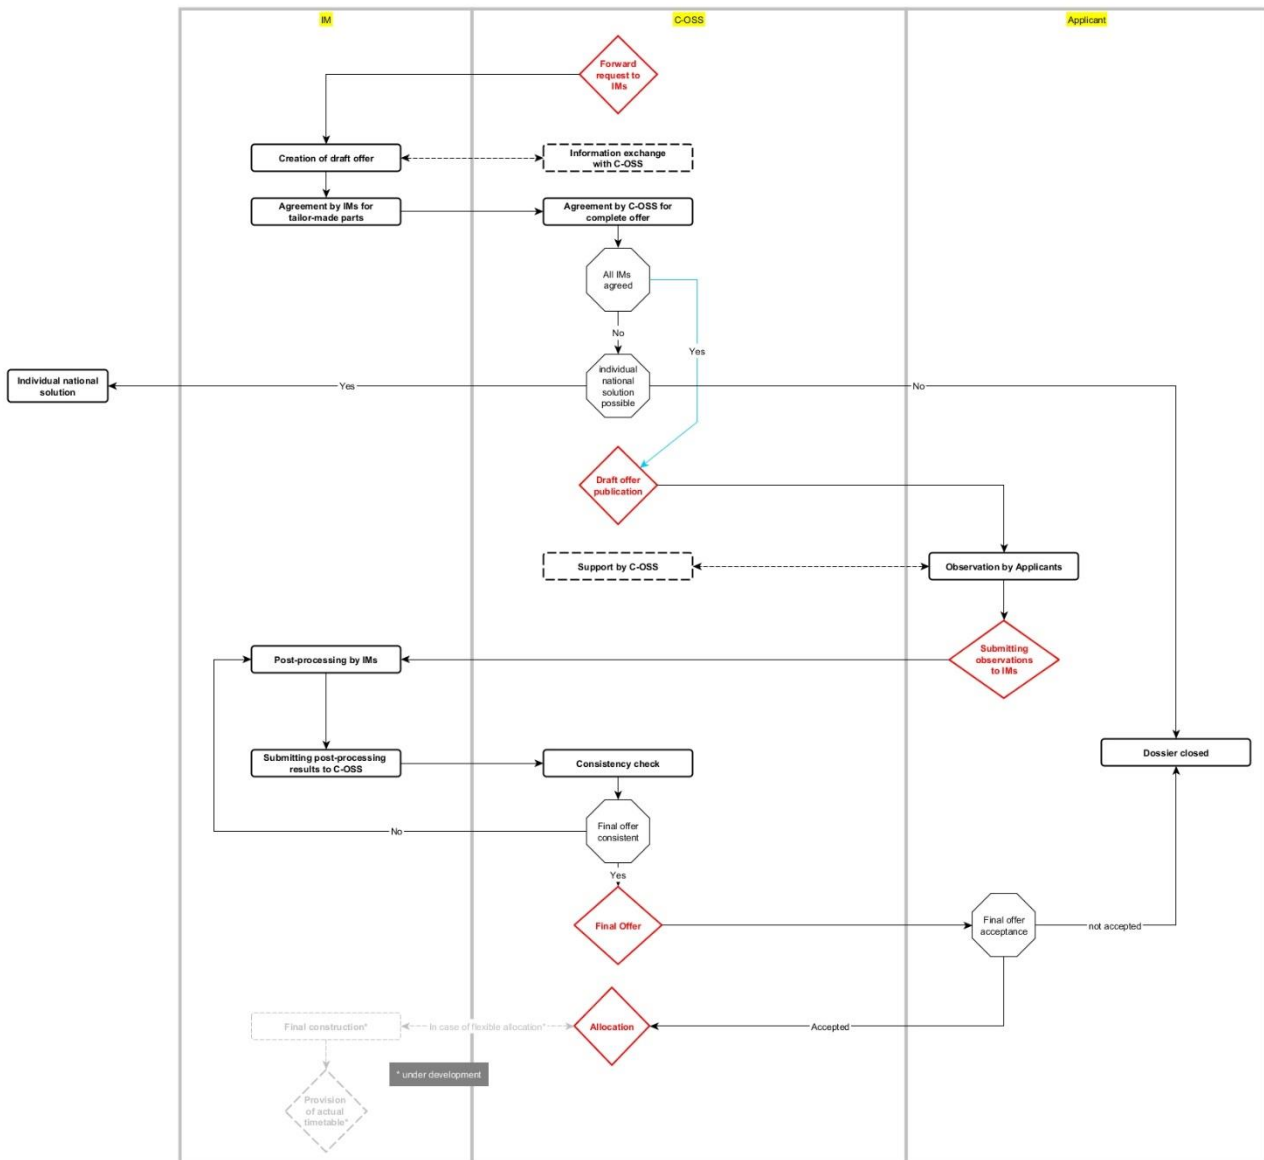 IM
C-OSS
Applicant
Forward
request to
IMs
Creation of draft offer
Information exchange
with C-OSS
Agreement by IMs for
tailor-made parts
Agreement by C-OSS for
complete offer
All IMs
agreed
No
Yes
Individual national
solution
Yes
individual
national
solution
possible
No
Draft offer
publication
Support by C-OSS
Observation by Applicants
Post-processing by IMs
Submitting
observations
to IMs
Submitting post-processing
results to C-OSS
Consistency check
Dossier closed
No
Final offer
consistent
Yes
Final Offer
Final offer
acceptance
not accepted
Final construction*
In case of flexible allocation*
Allocation
Accepted
* under development
Provision
of actual
timetable*